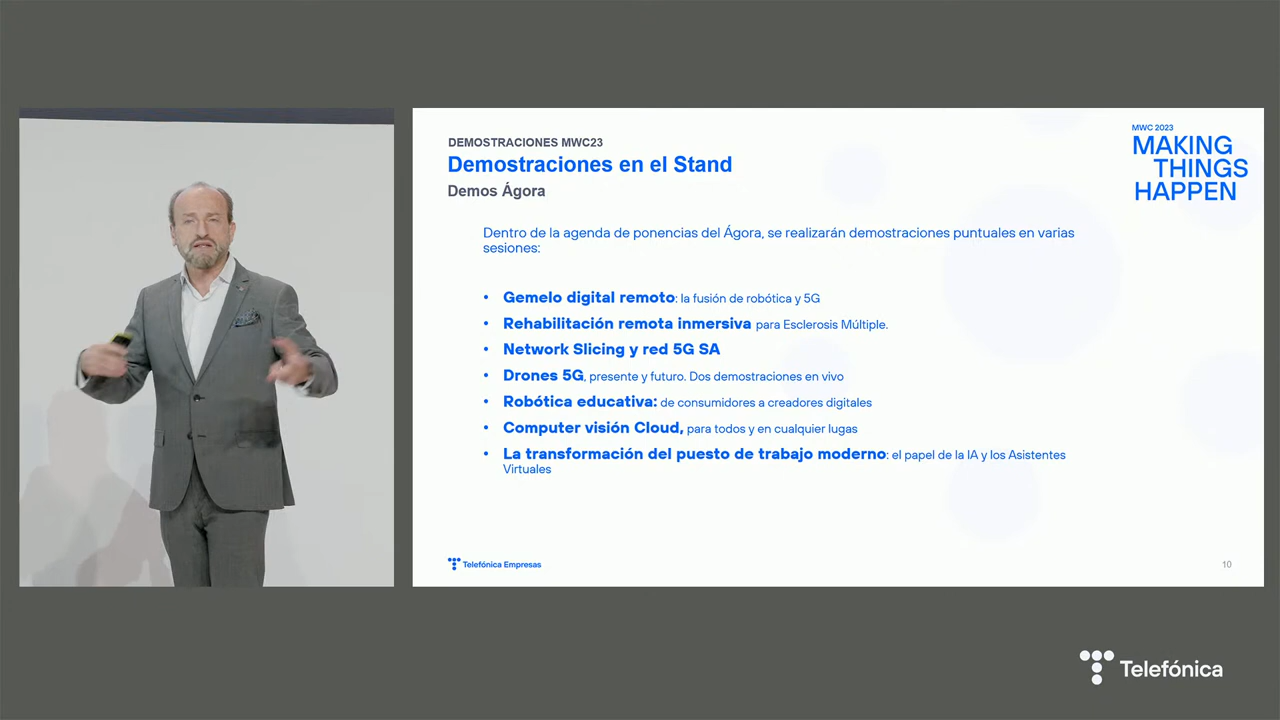 DEMOSTRACIONES MWC23
Demostraciones en el Stand
Demos Ágora
MWC 2023
MAKING
THINGS
HAPPEN
Dentro de la agenda de ponencias del Ágora, se realizarán demostraciones puntuales en varias
sesiones:
• Gemelo digital remoto: la fusión de robótica y 5G
• Rehabilitación remota inmersiva para Esclerosis Múltiple.
• Network Slicing y red 5G SA
• Drones 5G, presente y futuro. Dos demostraciones en vivo
• Robótica educativa: de consumidores a creadores digitales
• Computer visión Cloud, para todos y en cualquier lugas
• La transformación del puesto de trabajo moderno: el papel de la IA y los Asistentes
Virtuales
Telefónica Empresas
10
Telefónica